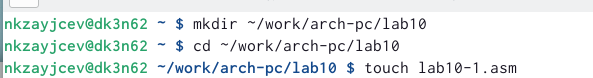 nkzayjcev@dk3n62 ~ $ mkdir ~/work/arch-pc/lab10
nkzayjcev@dk3n62 ~ $ cd ~/work/arch-pc/lab10
nkzayjcev@dk3n62 ~/work/arch-pc/lab10 $ touch lab10-1.asm